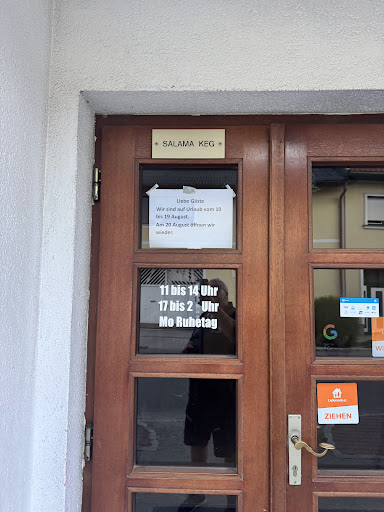 SALAMA KEG
Liebe Gäste
Wir sind auf Urlaub vom 10
bis 19 August.
Am 20 August öffnen wir
wieder
11 bis 14 Uhr
17 bis 2 Uhr
Mo Ruhetag
G
ZIEHEN